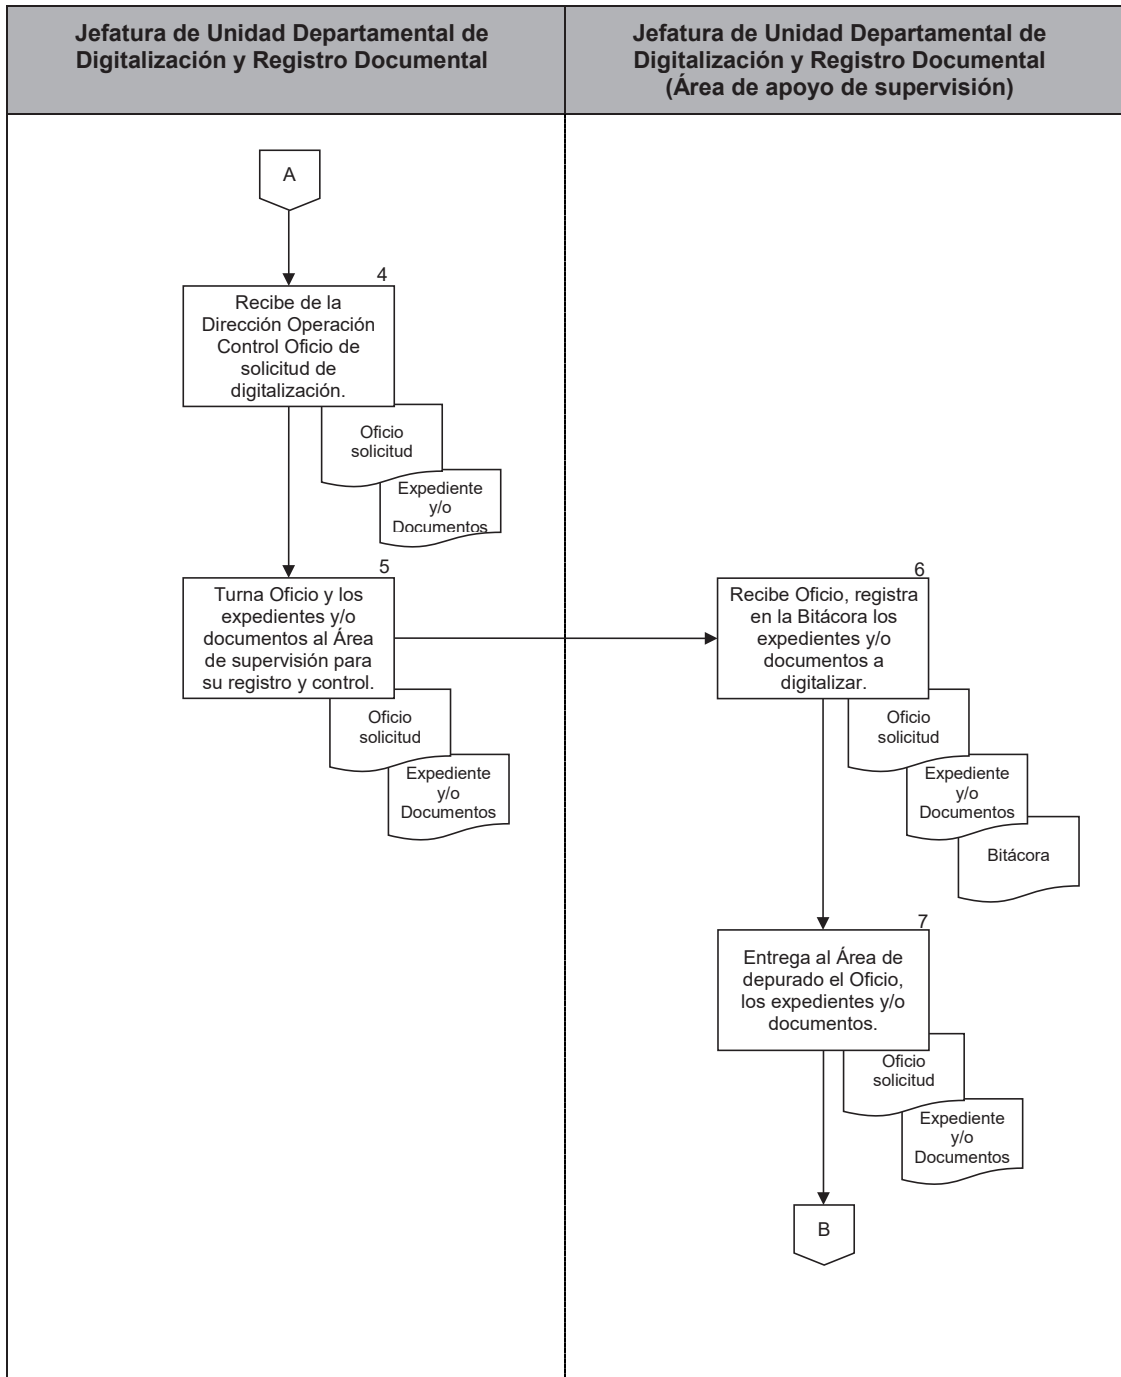 Jefatura de Unidad Departamental de
Digitalización y Registro Documental
Jefatura de Unidad Departamental de
Digitalización y Registro Documental
(Área de apoyo de supervisión)
A
4
Recibe de la
Dirección Operación
Control Oficio de
solicitud de
digitalización.
Oficio
solicitud
Expediente
y/o
Documentos
5
Turna Oficio y los
expedientes y/o
documentos al Área
de supervisión para
su registro y control.
Oficio
solicitud
Expediente
y/o
Documentos
6
Recibe Oficio, registra
en la Bitácora los
expedientes y/o
documentos a
digitalizar.
Oficio
solicitud
Expediente
y/o
Documentos
Bitácora
7
Entrega al Área de
depurado el Oficio,
los expedientes y/o
documentos.
Oficio
solicitud
Expediente
y/o
Documentos
B